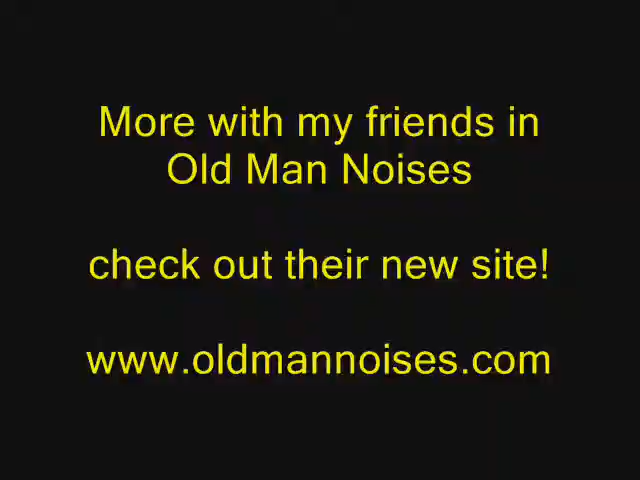 More with my friends in
Old Man Noises
check out their new site!
www.oldmannoises.com